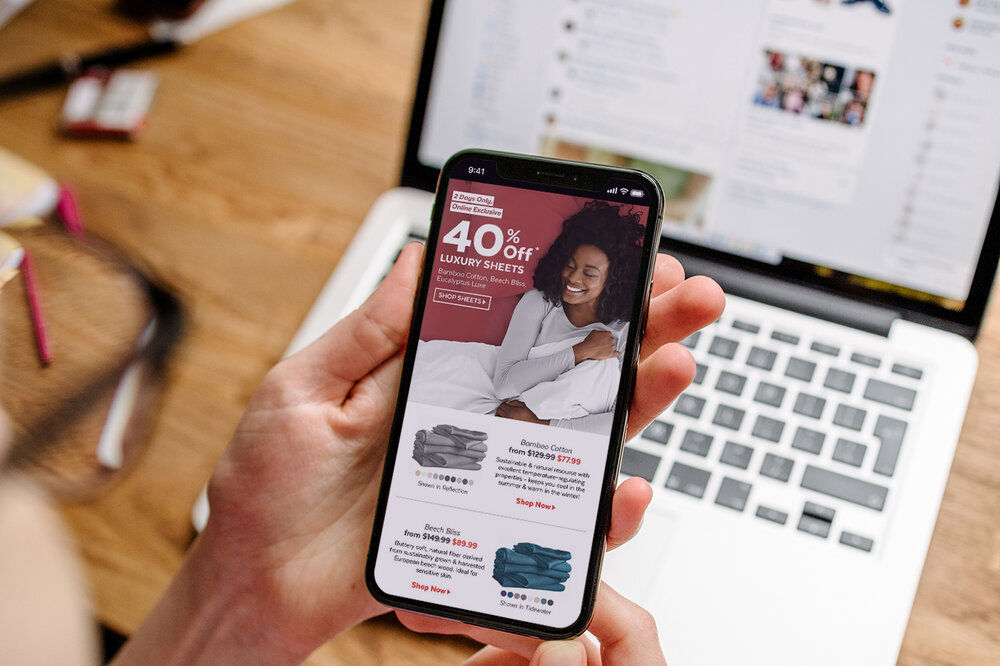 9:41
2 Days Only,
Online Exclusive
40%
Off*
LUXURY SHEETS
Bamboo Cotton, Beech Bliss,
Eucalyptus Luxe
SHOP SHEETS
Bamboo Cotton
from $129.99 $77.99
Sustainable & natural resource with
excellent temperature-regulating
properties - keeps you cool in the
summer & warm in the winter!
Shop Now
Shown in Reflection
Beech Bliss
from $149.99 $89.99
Buttery soft, natural fiber derived
from sustainably grown & harvested
European beech wood. Ideal for
sensitive skin.
Shop Now
Shown in Tidewater